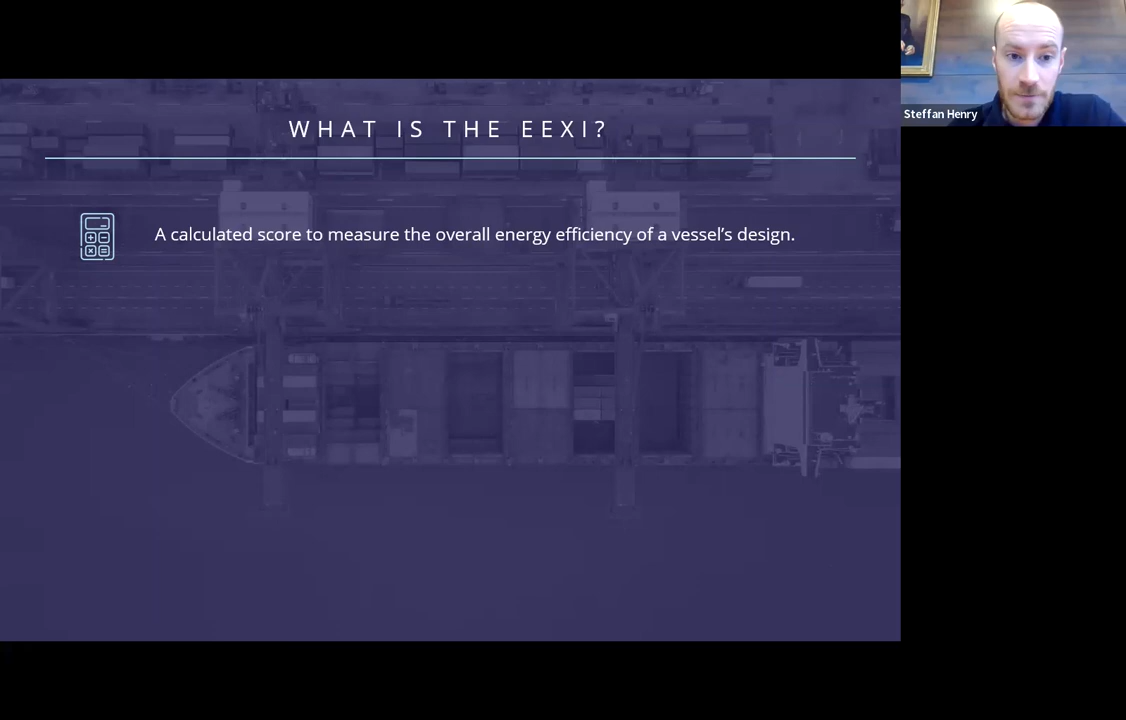 WHAT IS THE EEXI?
A calculated score to measure the overall energy efficiency of a vessel’s design.
Steffan Henry